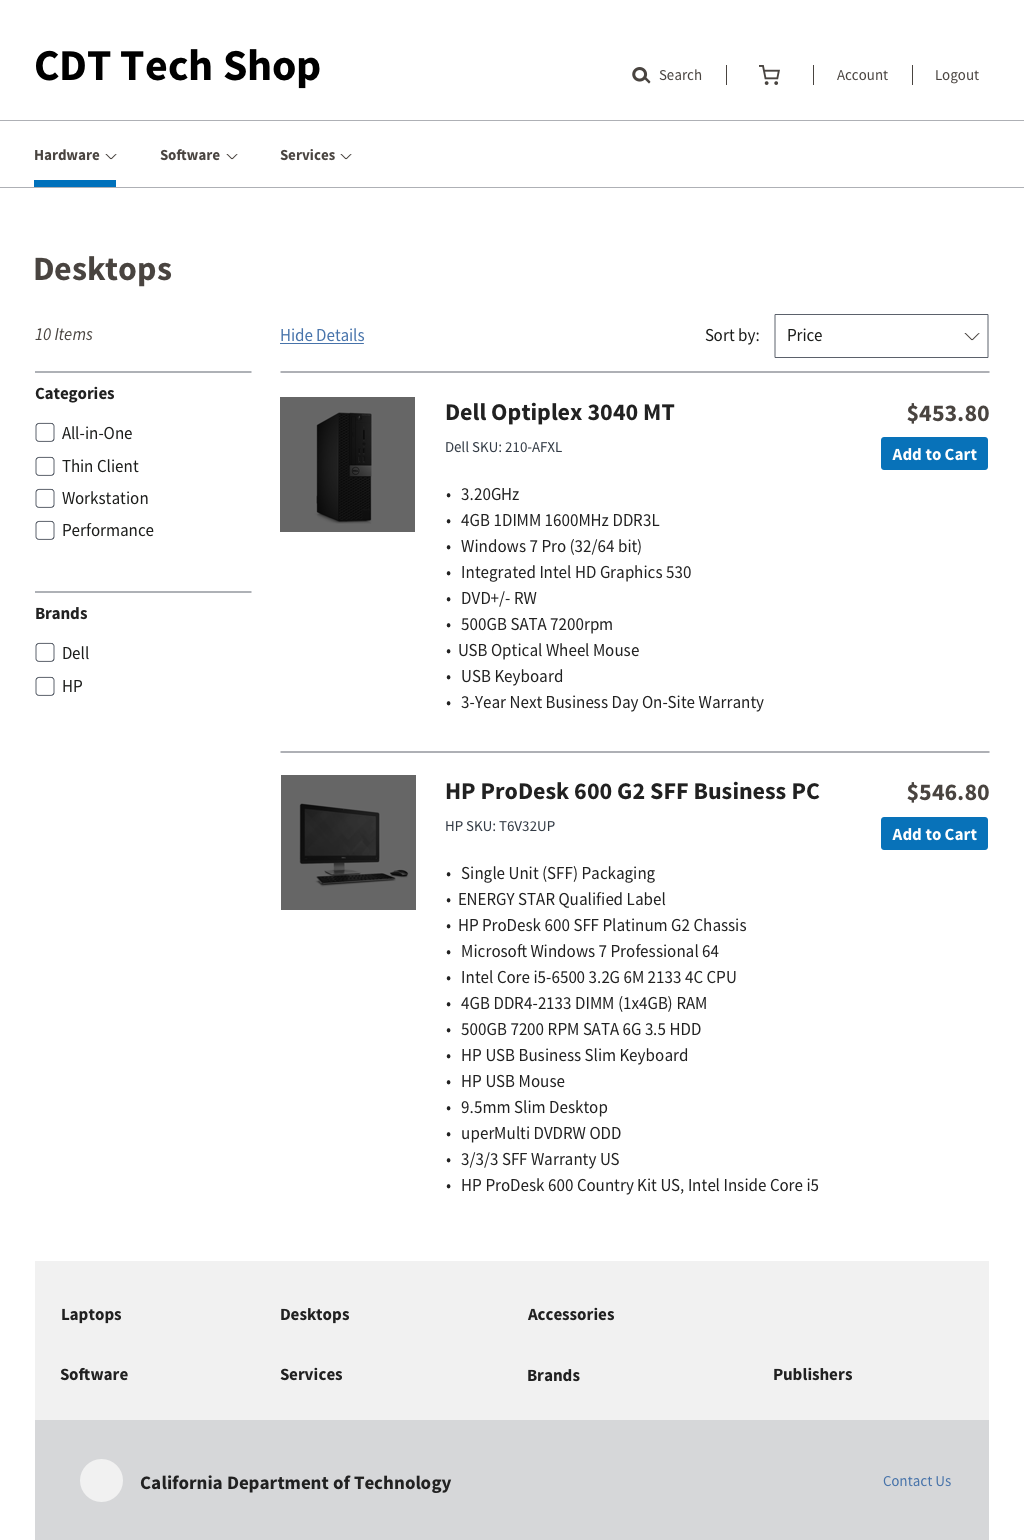 CDT Tech Shop
Search
Account
Logout
Hardware
Software
Services
Desktops
10 Items
Hide Details
Sort by:
Price
Categories
All-in-One
Thin Client
Workstation
Performance
Brands
Dell
HP
Dell Optiplex 3040 MT
$453.80
Dell SKU: 210-AFXL
Add to Cart
• 3.20GHz
• 4GB 1DIMM 1600MHz DDR3L
• Windows 7 Pro (32/64 bit)
• Integrated Intel HD Graphics 530
• DVD+/- RW
• 500GB SATA 7200rpm
• USB Optical Wheel Mouse
• USB Keyboard
• 3-Year Next Business Day On-Site Warranty
HP ProDesk 600 G2 SFF Business PC
$546.80
HP SKU: T6V32UP
Add to Cart
• Single Unit (SFF) Packaging
• ENERGY STAR Qualified Label
• HP ProDesk 600 SFF Platinum G2 Chassis
• Microsoft Windows 7 Professional 64
• Intel Core i5-6500 3.2G 6M 2133 4C CPU
• 4GB DDR4-2133 DIMM (1x4GB) RAM
• 500GB 7200 RPM SATA 6G 3.5 HDD
• HP USB Business Slim Keyboard
• HP USB Mouse
• 9.5mm Slim Desktop
• uperMulti DVDRW ODD
• 3/3/3 SFF Warranty US
• HP ProDesk 600 Country Kit US, Intel Inside Core i5
Laptops
Desktops
Accessories
Software
Services
Brands
Publishers
California Department of Technology
Contact Us